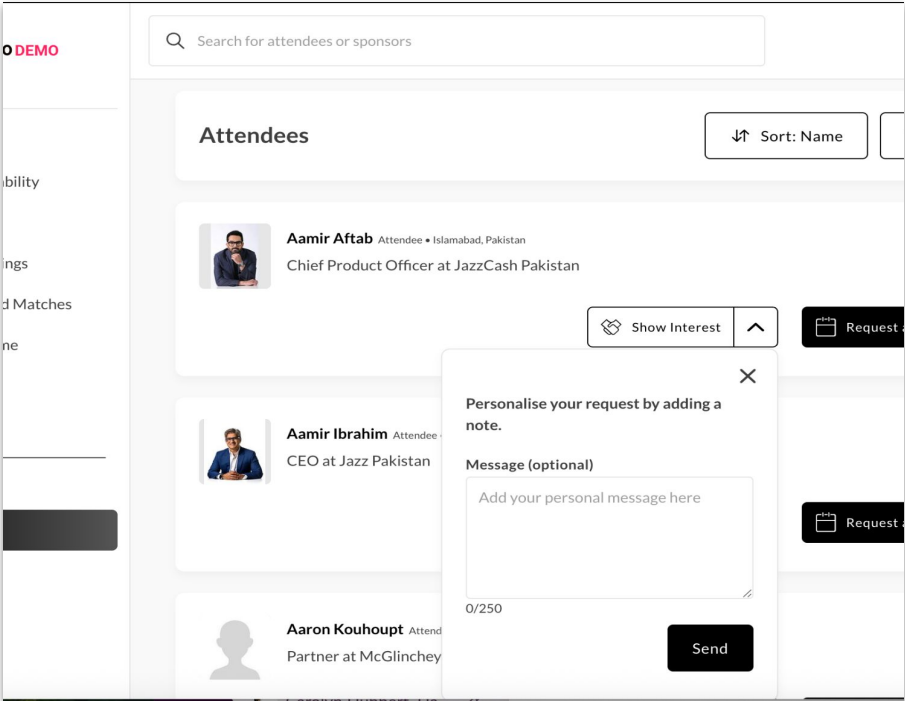 O DEMO
Search for attendees or sponsors
Attendees
Sort: Name
bility
ings
d Matches
me
Aamir Aftab Attendee • Islamabad, Pakistan
Chief Product Officer at JazzCash Pakistan
Show Interest
Request a
Personalise your request by adding a
note.
Message (optional)
Add your personal message here
0/250
Send
Aamir Ibrahim Attendee
CEO at Jazz Pakistan
Request a
Aaron Kouhoupt Attend
Partner at McGlinchey